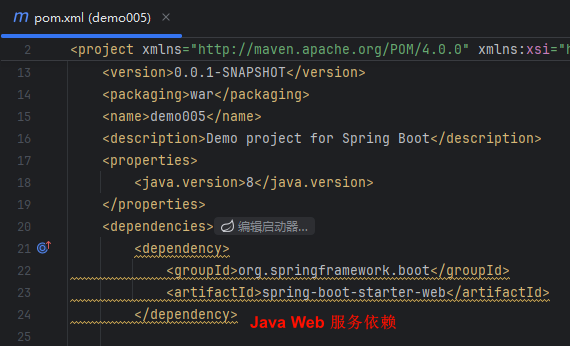 m pom.xml (demo005) ×
2 <project xmlns="http://maven.apache.org/POM/4.0.0" xmlns:xsi="h
13 <version>0.0.1-SNAPSHOT</version>
14 <packaging>war</packaging>
15 <name>demo005</name>
16 <description>Demo project for Spring Boot</description>
17 <properties>
18 <java.version>8</java.version>
19 </properties>
20 <dependencies> 编辑启动器...
21 <dependency>
22 <groupId>org.springframework.boot</groupId>
23 <artifactId>spring-boot-starter-web</artifactId>
24 </dependency> Java Web 服务依赖
25